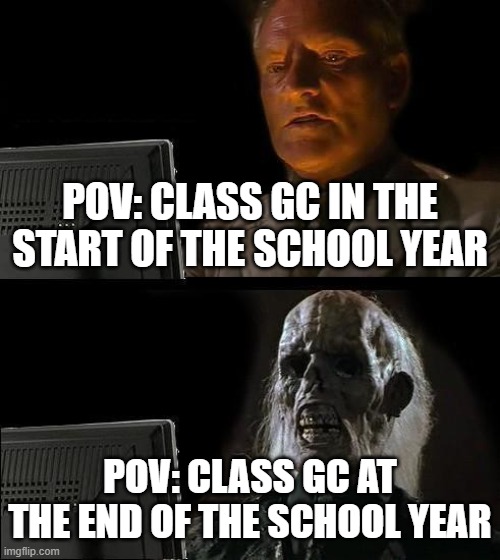 POV: CLASS GC IN THE
START OF THE SCHOOL YEAR
POV: CLASS GC AT
THE END OF THE SCHOOL YEAR
imgflip.com